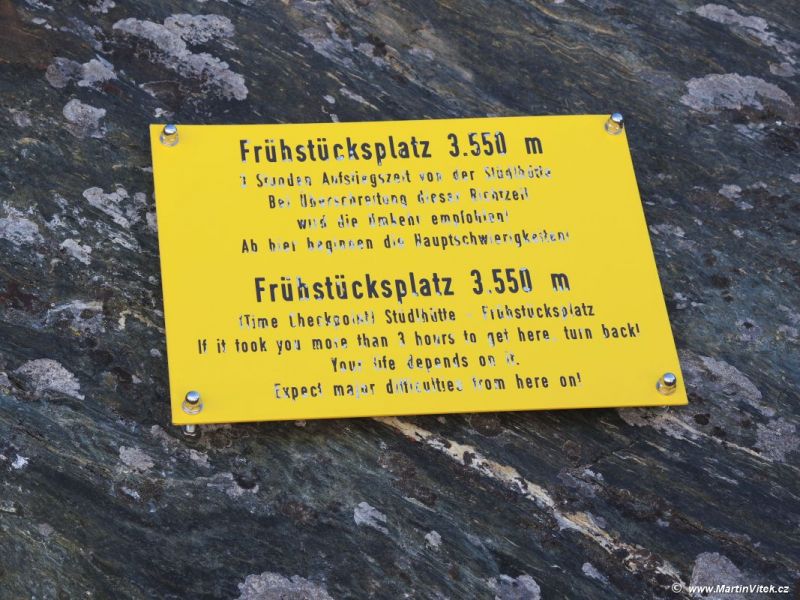 Frühstücksplatz 3.550 m
3 Stunden Aufstiegszeit von der Stüdlhütte
Bei Überschreitung dieser Richtzeit
wird die Umkehr empfohlen!
Ab hier beginnen die Hauptschwierigkeiten!
Frühstücksplatz 3.550 m
(Time Checkpoint) Stüdlhütte - Frühstücksplatz
If it took you more than 3 hours to get here, turn back!
Your life depends on it.
Expect major difficulties from here on!
© www.MartinVitek.cz